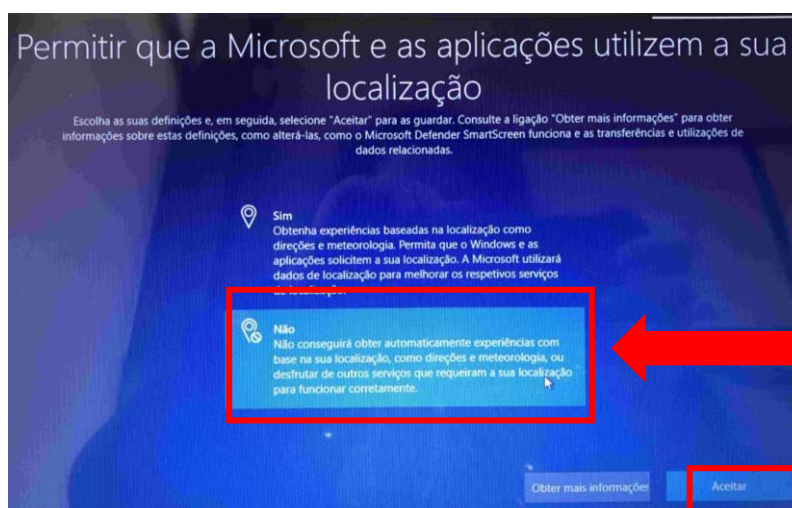 Permitir que a Microsoft e as aplicações utilizem a sua
localização
Escolha as suas definições e, em seguida, selecione "Aceitar" para as guardar. Consulte a ligação "Obter mais informações" para obter
informações sobre estas definições, como alterá-las, como o Microsoft Defender SmartScreen funciona e as transferências e utilizações de
dados relacionadas.
Sim
Obtenha experiências baseadas na localização como
direções e meteorologia. Permita que o Windows e as
aplicações solicitem a sua localização. A Microsoft utilizará
dados de localização para melhorar os respetivos serviços
de localização.
Não
Não conseguirá obter automaticamente experiências com
base na sua localização, como direções e meteorologia, ou
desfrutar de outros serviços que requeiram a sua localização
para funcionar corretamente.
Obter mais informações
Aceitar